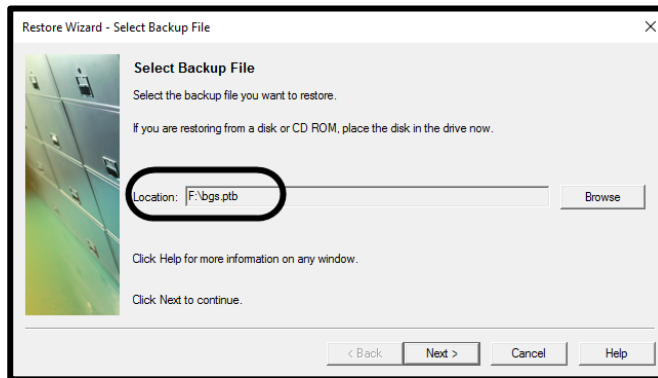 Restore Wizard - Select Backup File
Select Backup File
Select the backup file you want to restore.
If you are restoring from a disk or CD ROM, place the disk in the drive now.
Location: F:\bgs.ptb Browse
Click Help for more information on any window.
Click Next to continue.
< Back Next > Cancel Help